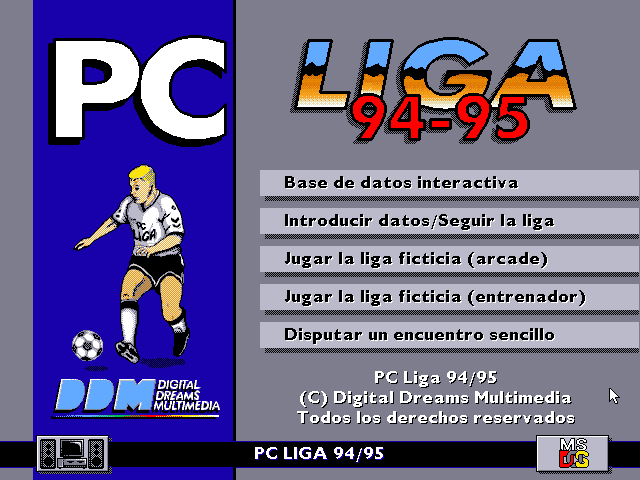 PC
LIGA
94-95
Base de datos interactiva
Introducir datos/Seguir la liga
Jugar la liga ficticia (arcade)
Jugar la liga ficticia (entrenador)
Disputar un encuentro sencillo
PC
LIGA
DDM DIGITAL
DREAMS
MULTIMEDIA
PC Liga 94/95
(C) Digital Dreams Multimedia
Todos los derechos reservados
PC LIGA 94/95
MS
DOS